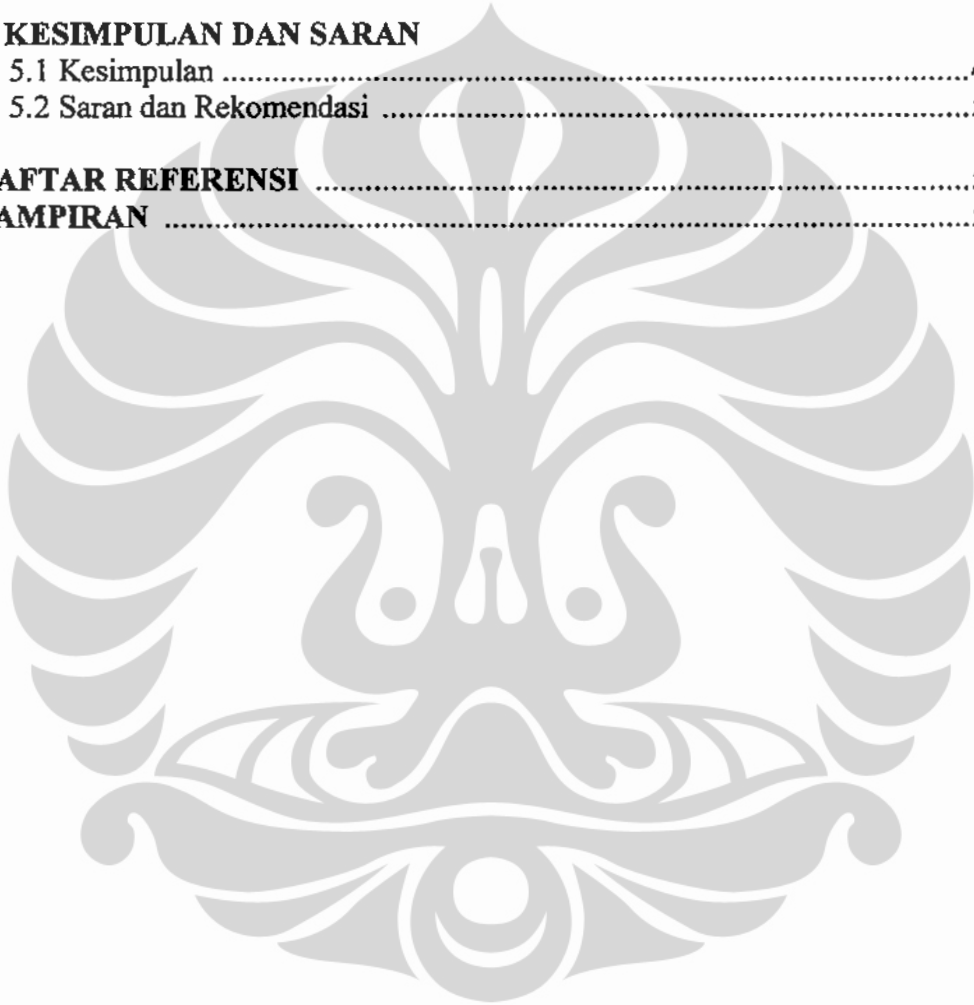 KESIMPULAN DAN SARAN
5.1 Kesimpulan ........................................................................................
5.2 Saran dan Rekomendasi ......................................................................
AFTAR REFERENSI ..............................................................................
AMPIRAN ................................................................................................